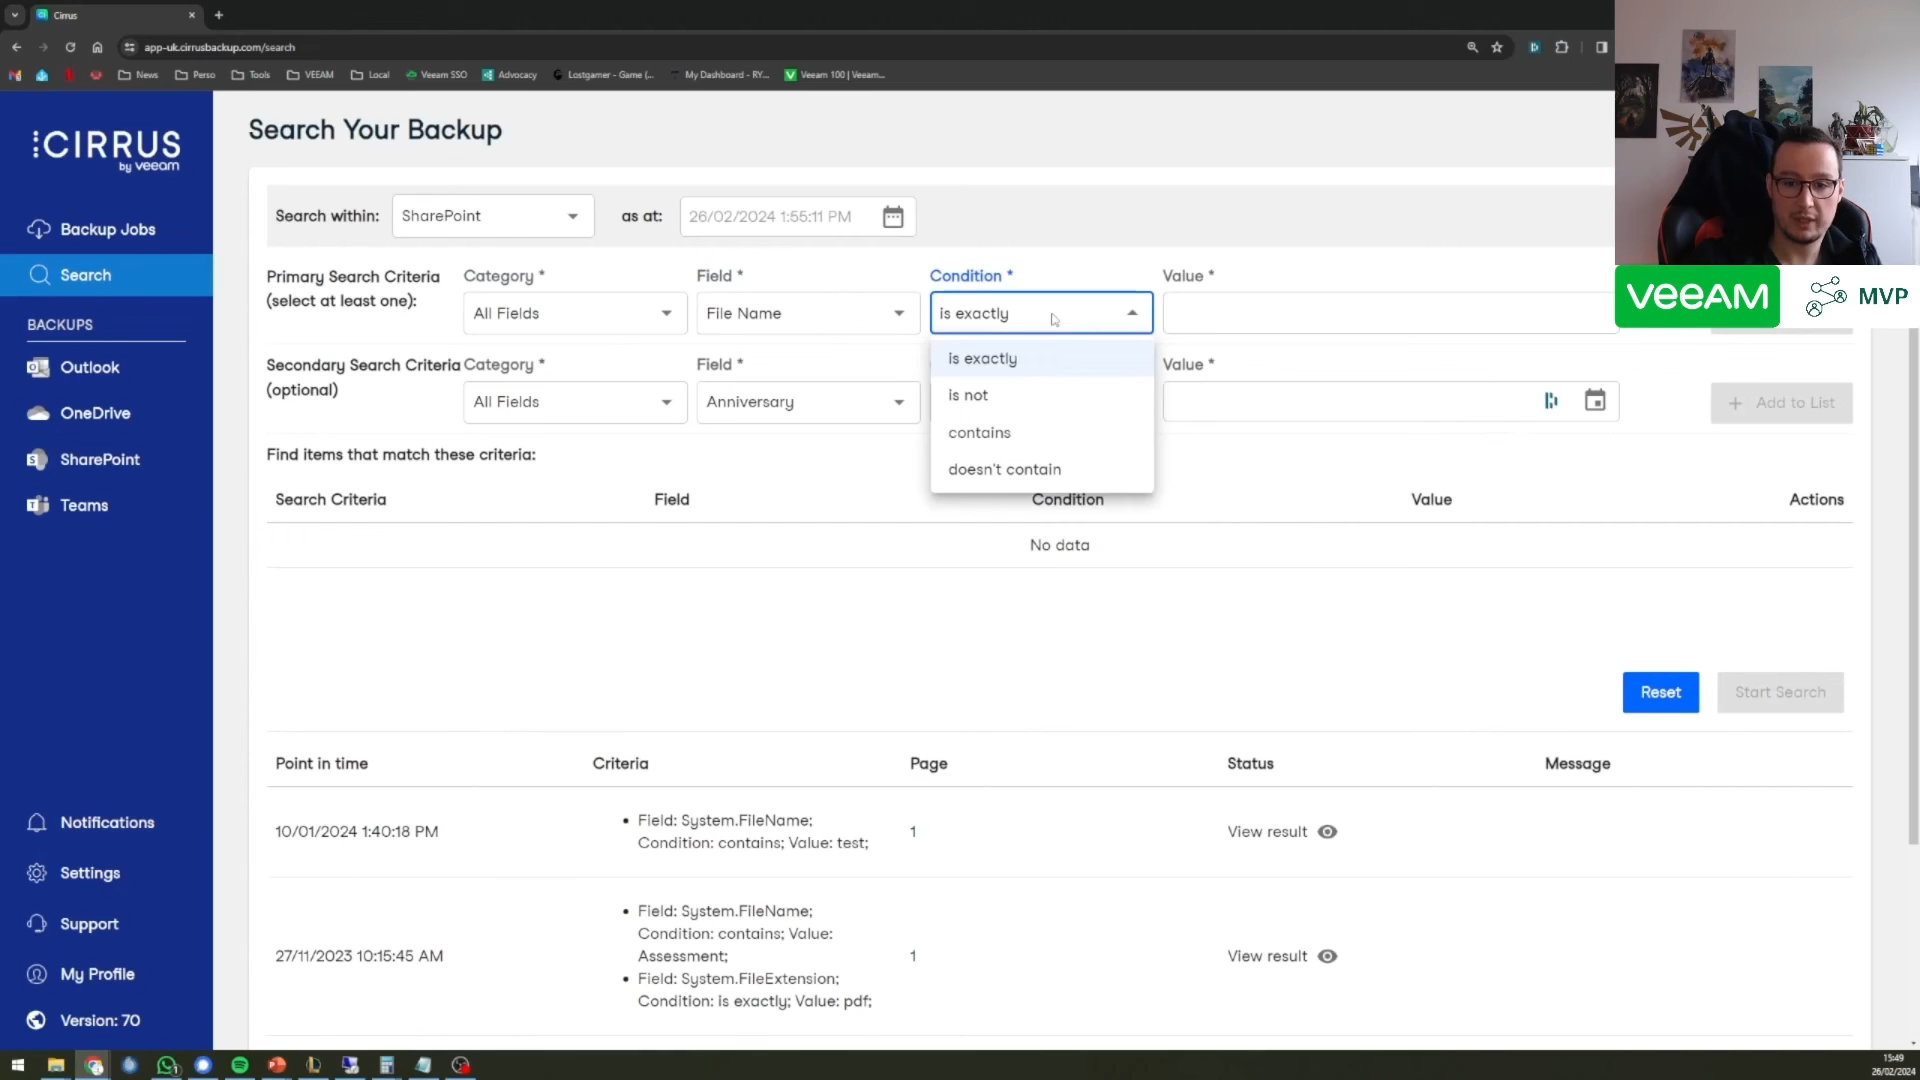 Cirrus
app-uk.cirrusbackup.com/search
News
Perso
Tools
VEEAM
Local
Veeam SSO
Advocacy
Lostgamer - Game (...
My Dashboard - RY...
Veeam 100 | Veeam...
CIRRUS
by veeam
Backup Jobs
Search
BACKUPS
Outlook
OneDrive
SharePoint
Teams
Notifications
Settings
Support
My Profile
Version: 70
Search Your Backup
Search within: SharePoint as at: 26/02/2024 1:55:11 PM
Primary Search Criteria
(select at least one):
Category * Field * Condition * Value *
All Fields File Name is exactly
is exactly
is not
contains
doesn't contain
Secondary Search Criteria
(optional)
Category * Field * Value *
All Fields Anniversary + Add to List
Find items that match these criteria:
Search Criteria Field Condition Value Actions
No data
Reset Start Search
Point in time Criteria Page Status Message
10/01/2024 1:40:18 PM
Field: System.FileName;
Condition: contains; Value: test;
1
View result
27/11/2023 10:15:45 AM
Field: System.FileName;
Condition: contains; Value:
Assessment;
Field: System.FileExtension;
Condition: is exactly; Value: pdf;
1
View result
veeAM
MVP
15:49
26/02/2024